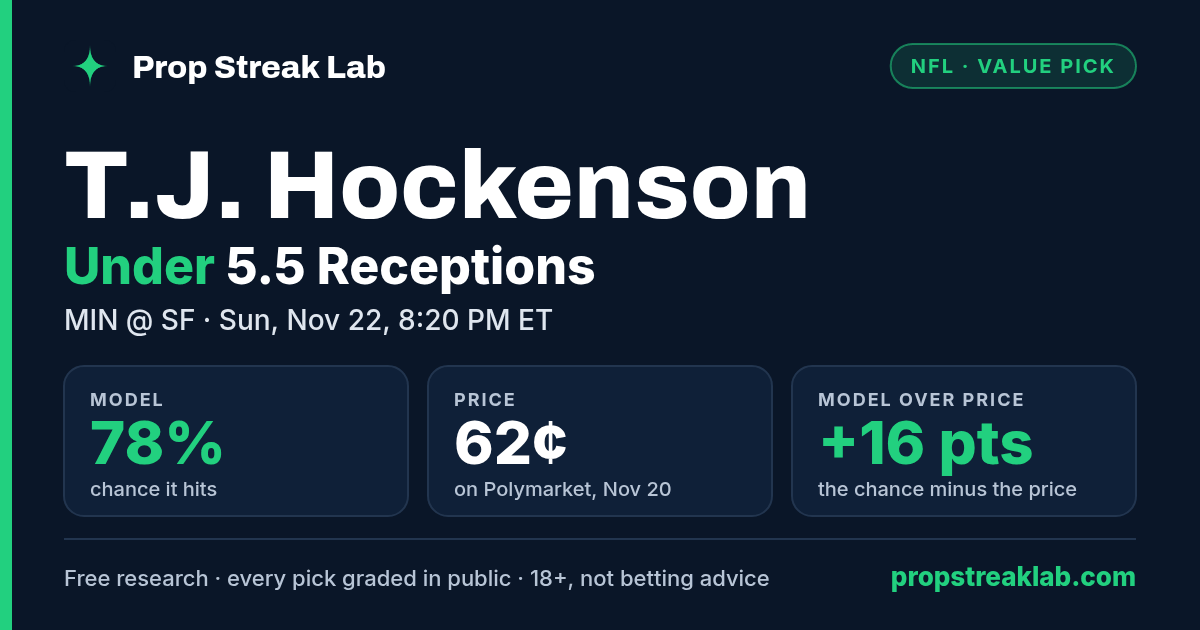 Prop Streak Lab
NFL · VALUE PICK
T.J. Hockenson
Under 5.5 Receptions
MIN @ SF · Sun, Nov 22, 8:20 PM ET
MODEL
78%
chance it hits
PRICE
62¢
on Polymarket, Nov 20
MODEL OVER PRICE
+16 pts
the chance minus the price
Free research · every pick graded in public · 18+, not betting advice
propstreaklab.com